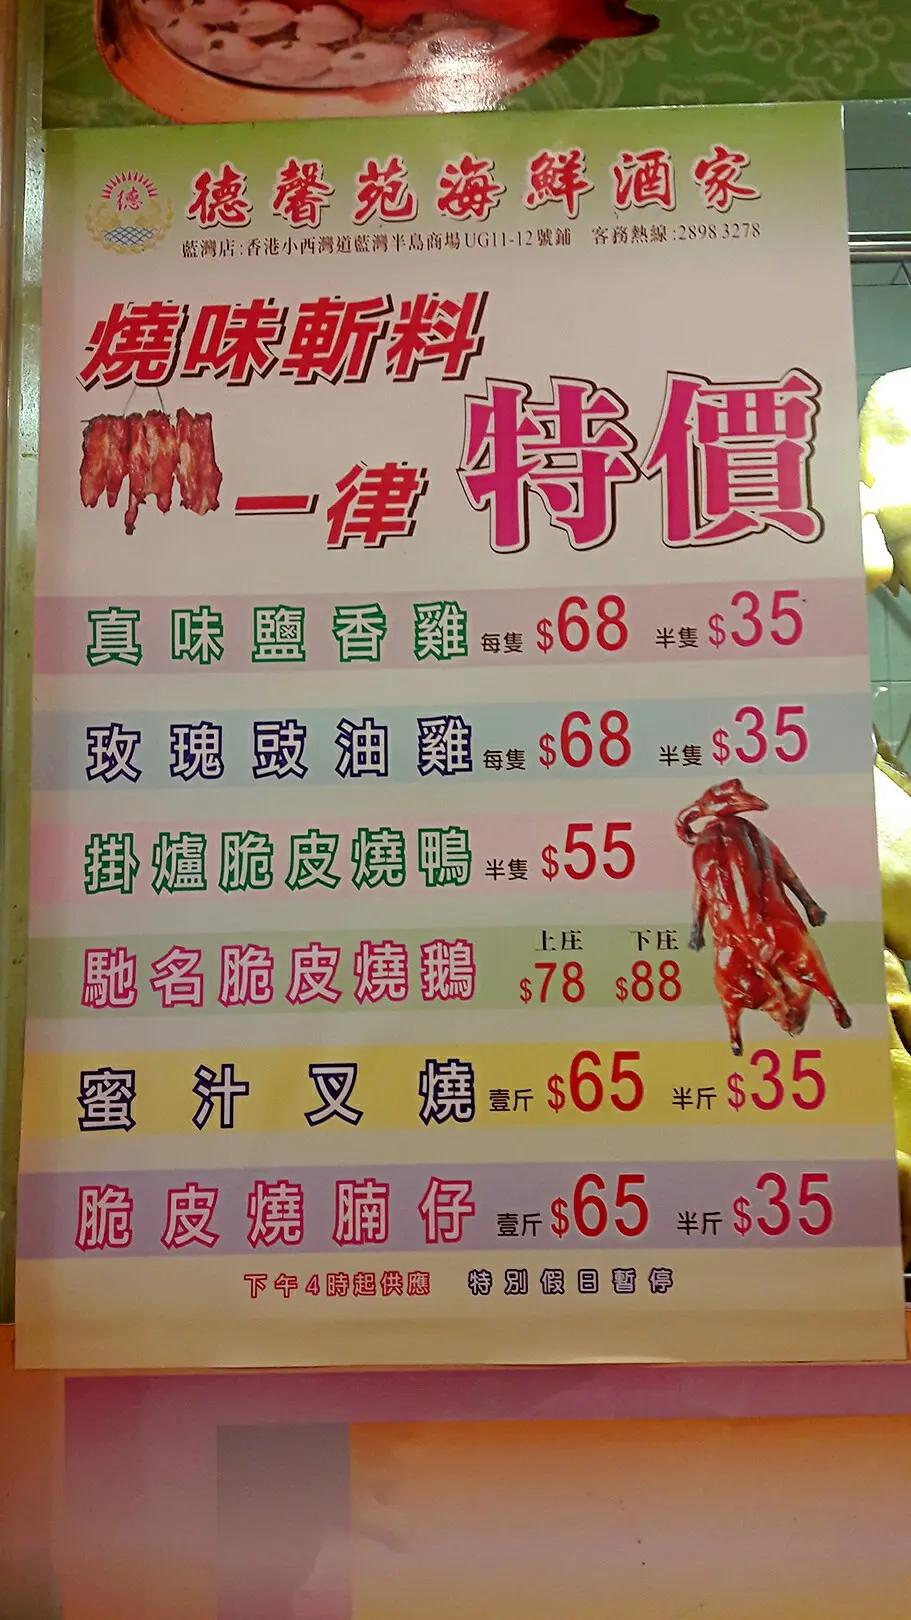 德
德馨苑海鮮酒家
藍灣店:香港小西灣道藍灣半島商場UG11-12號鋪 客務熱線:2898 3278
燒味斬料
一律 特價
真味鹽香雞 每隻 $68 半隻 $35
玫瑰豉油雞 每隻 $68 半隻 $35
掛爐脆皮燒鴨 半隻 $55
上庄 下庄
馳名脆皮燒鵝 $78 $88
蜜汁叉燒 壹斤 $65 半斤 $35
脆皮燒腩仔 壹斤 $65 半斤 $35
下午4時起供應 特別假日暫停